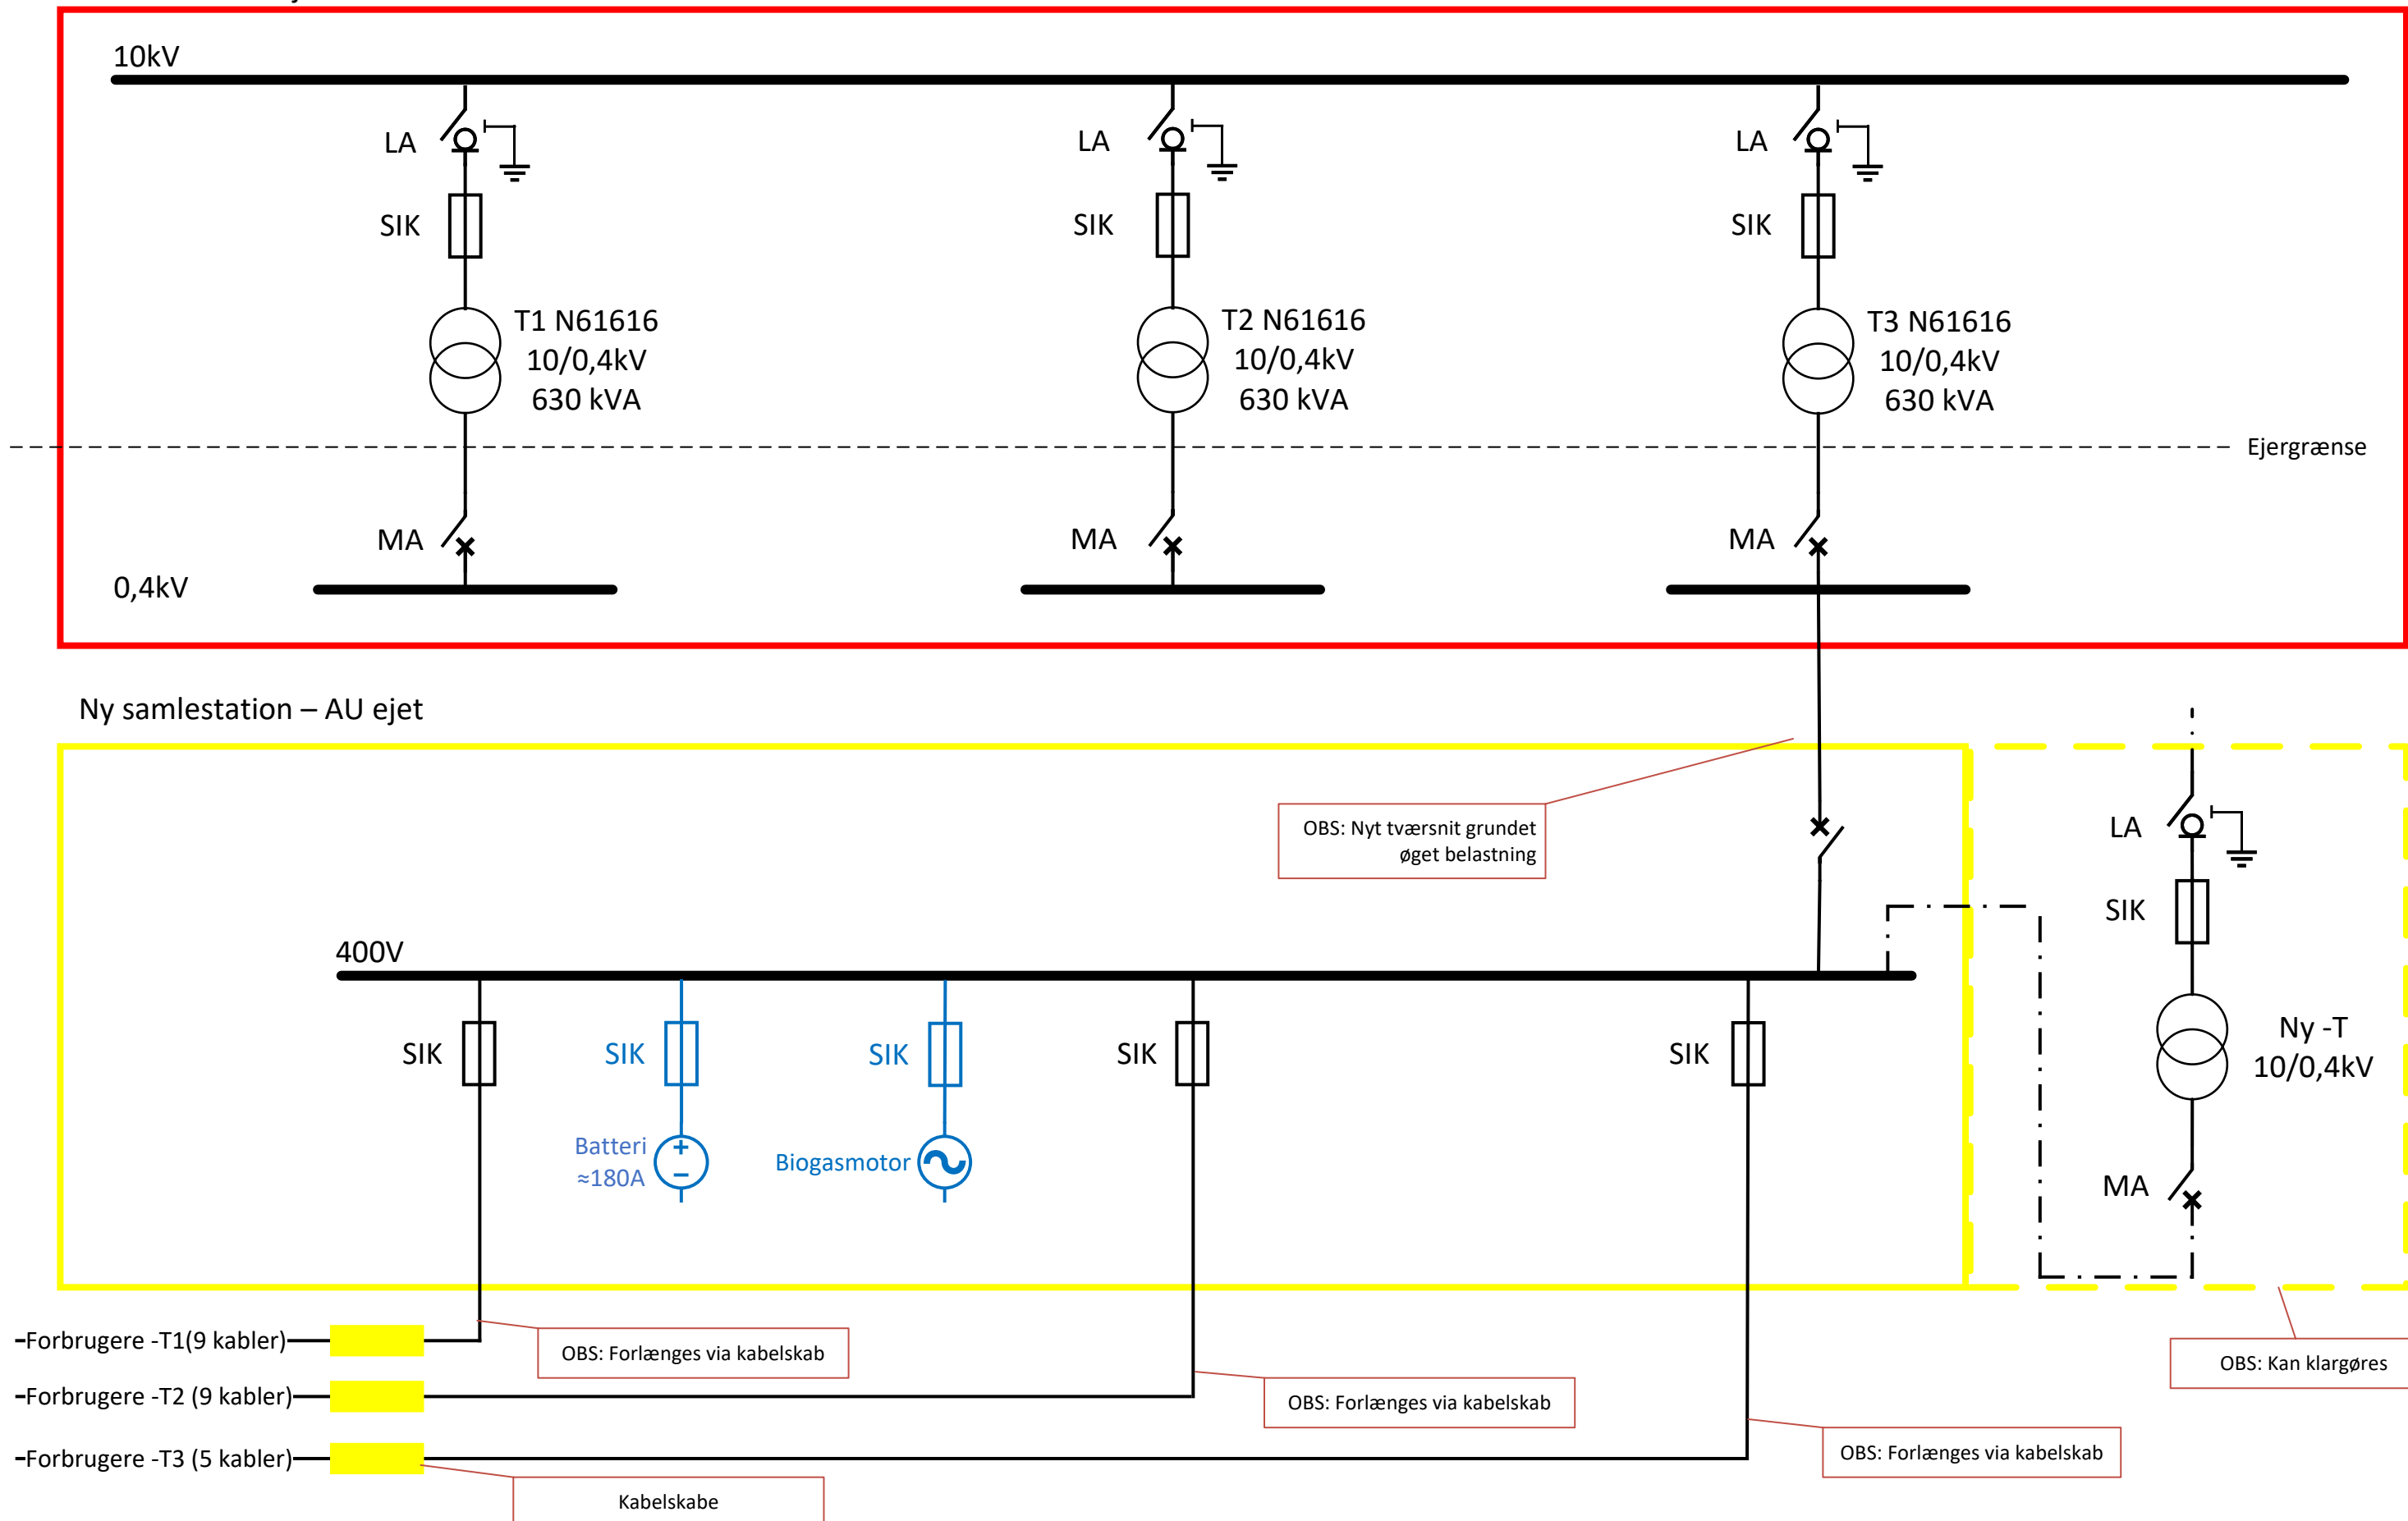 10kV
LA
LA
LA
SIK
SIK
SIK
T1 N61616
10/0,4kV
630 kVA
T2 N61616
10/0,4kV
630 kVA
T3 N61616
10/0,4kV
630 kVA
Ejergrænse
MA
MA
MA
0,4kV
Ny samlestation – AU ejet
OBS: Nyt tværsnit grundet
øget belastning
LA
SIK
Ny -T
10/0,4kV
MA
400V
SIK
SIK
SIK
SIK
SIK
Batteri
≈180A
Biogasmotor
Forbrugere -T1(9 kabler)
OBS: Forlænges via kabelskab
OBS: Kan klargøres
Forbrugere -T2 (9 kabler)
OBS: Forlænges via kabelskab
Forbrugere -T3 (5 kabler)
OBS: Forlænges via kabelskab
Kabelskabe